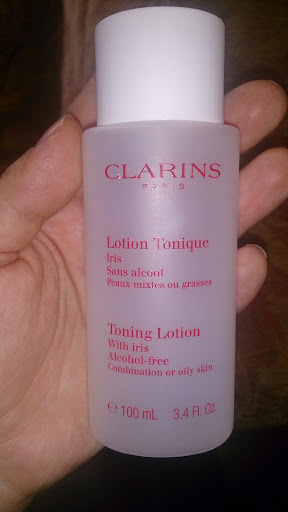 CLARINS
PARIS
Lotion Tonique
Iris
Sans alcool
Peaux mixtes ou grasses
Toning Lotion
With iris
Alcohol-free
Combination or oily skin
℮ 100 mL 3.4 Fl. Oz.